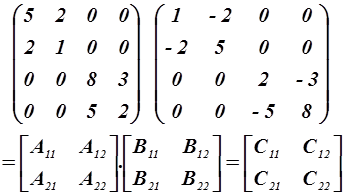 5 2 0 0   1 -2 0 0
2 1 0 0   -2 5 0 0
0 0 8 3   0 0 2 -3
0 0 5 2   0 0 -5 8
= [ A11 A12 ] . [ B11 B12 ] = [ C11 C12 ]
[ A21 A22 ] [ B21 B22 ] [ C21 C22 ]